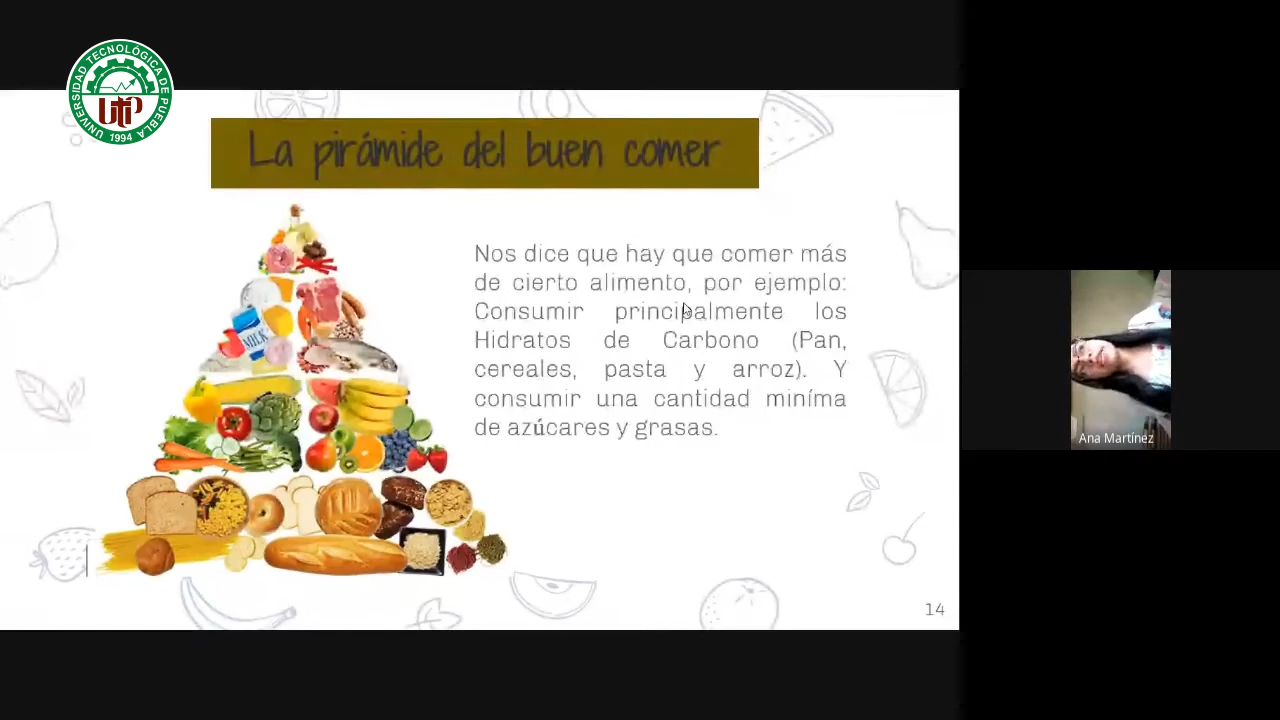 UNIVERSIDAD TECNOLÓGICA DE PUEBLA
UTP
1994
La pirámide del buen comer
Nos dice que hay que comer más
de cierto alimento, por ejemplo:
Consumir principalmente los
Hidratos de Carbono (Pan,
cereales, pasta y arroz). Y
consumir una cantidad miníma
de azúcares y grasas.
MILK
14
Ana Martínez